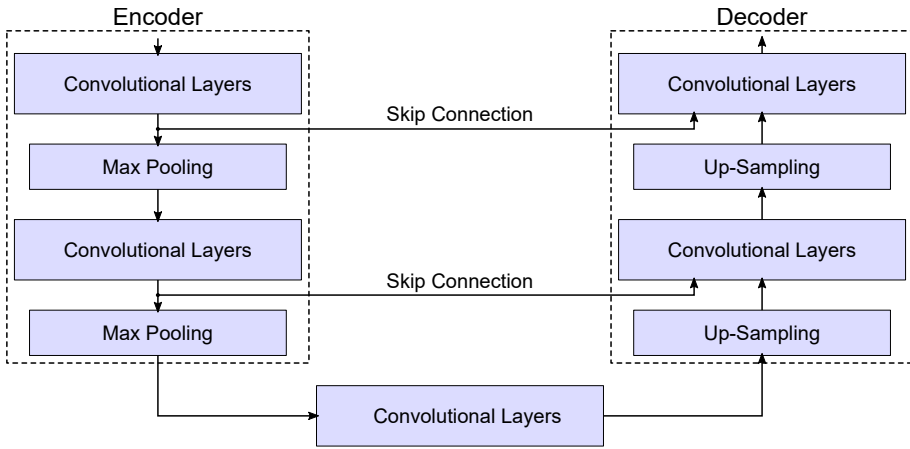 Encoder
Decoder
Convolutional Layers
Convolutional Layers
Skip Connection
Max Pooling
Up-Sampling
Convolutional Layers
Convolutional Layers
Skip Connection
Max Pooling
Up-Sampling
Convolutional Layers